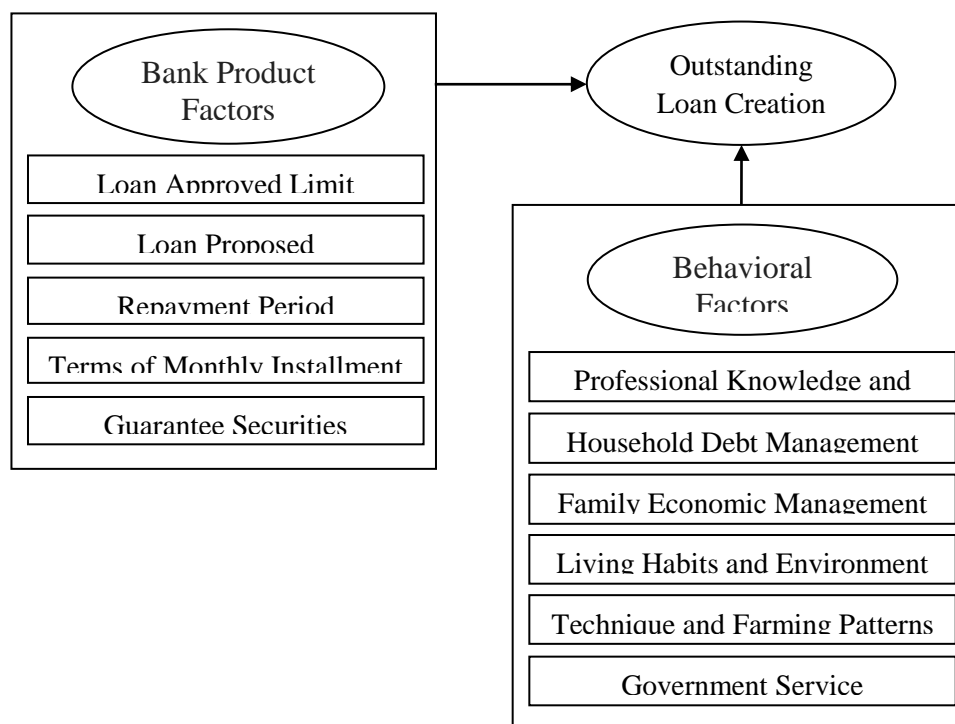 Bank Product
Factors
Loan Approved Limit
Loan Proposed
Repayment Period
Terms of Monthly Installment
Guarantee Securities
Outstanding
Loan Creation
Behavioral
Factors
Professional Knowledge and
Household Debt Management
Family Economic Management
Living Habits and Environment
Technique and Farming Patterns
Government Service